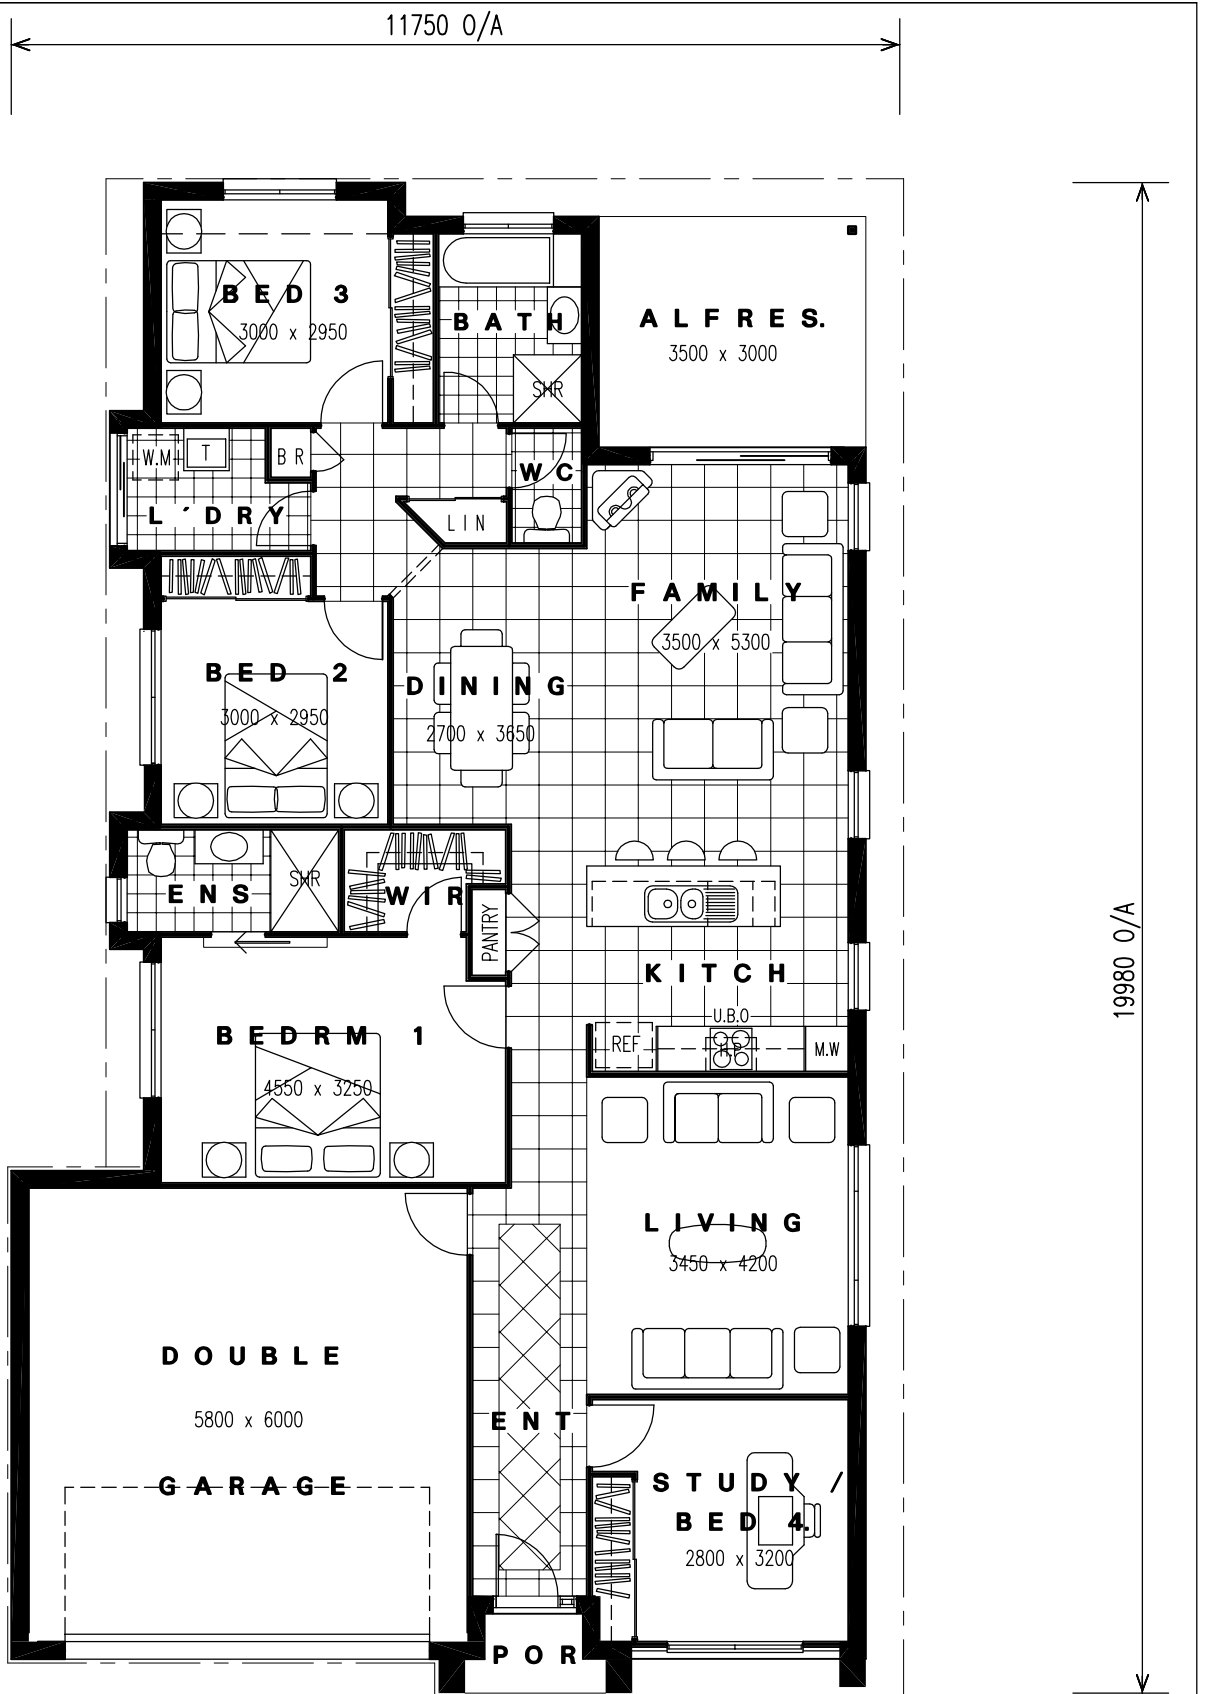 11750 O/A
BED 3
3000 x 2950
BATH
ALFRES.
3500 x 3000
SHR
W.M
T
BR
WC
L'DRY
LIN
FAMILY
3500 x 5300
BED 2
3000 x 2950
DINING
2700 x 3650
ENS
SHR
WIR
PANTRY
19980 O/A
KITCH
U.B.O
REF
H.P
M.W
BEDRM 1
4550 x 3250
LIVING
3450 x 4200
DOUBLE
5800 x 6000
GARAGE
ENT
STUDY /
BED 4.
2800 x 3200
POR